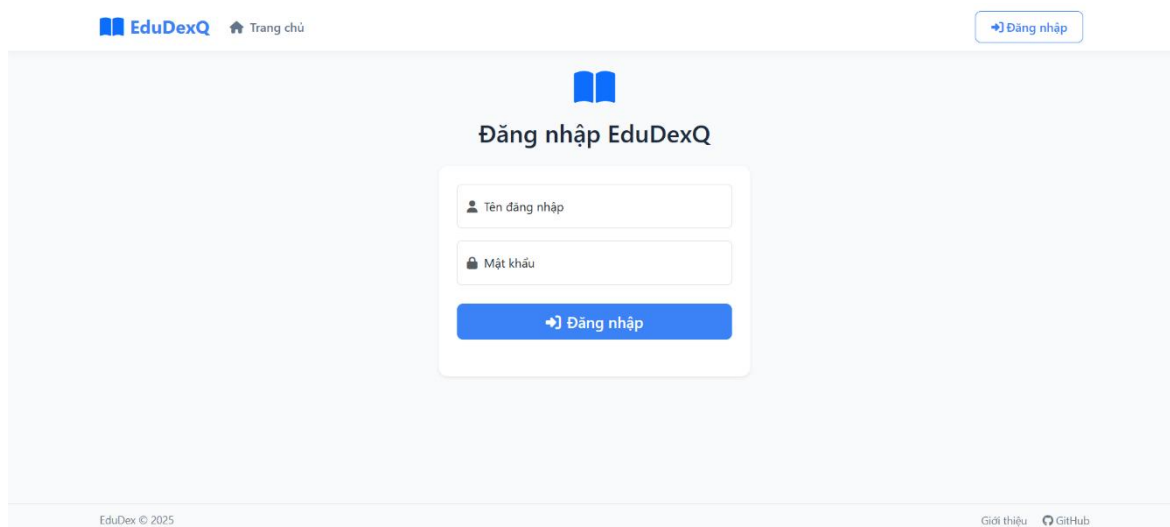 EduDexQ Trang chủ Đăng nhập
Đăng nhập EduDexQ
Tên đăng nhập
Mật khẩu
Đăng nhập
EduDex © 2025 Giới thiệu GitHub